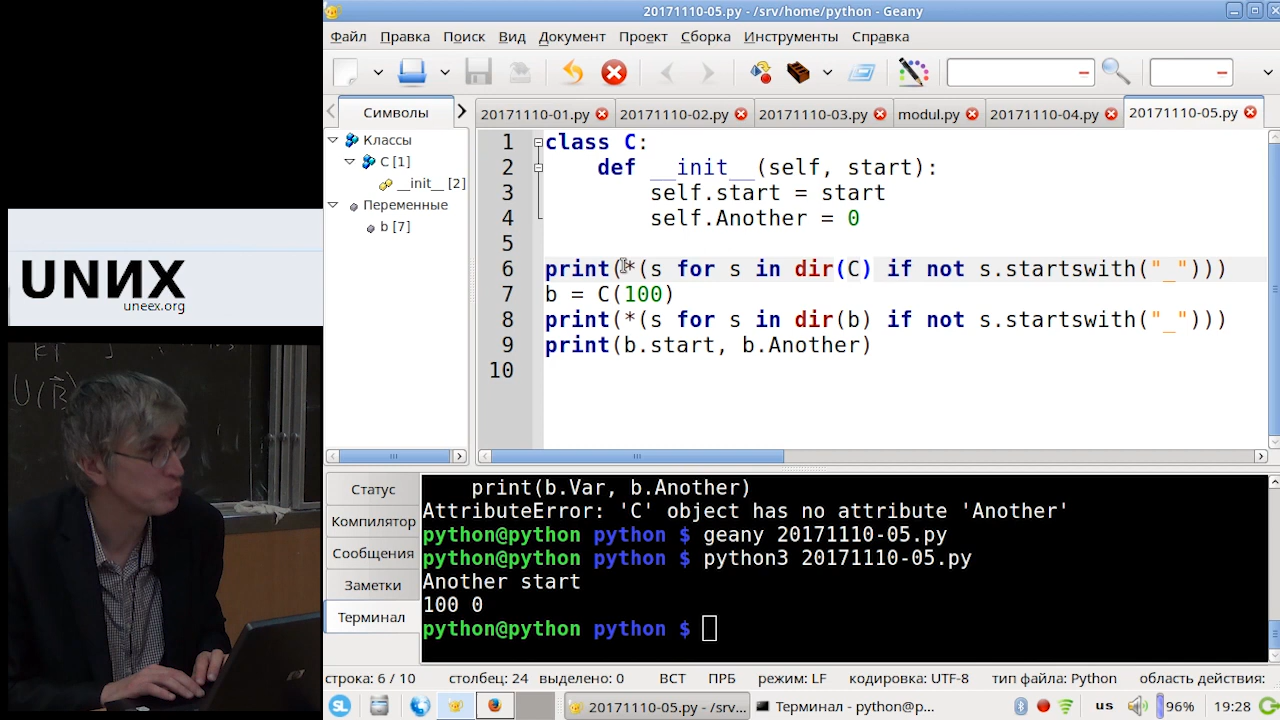 20171110-05.py - /srv/home/python - Geany
Файл Правка Поиск Вид Документ Проект Сборка Инструменты Справка
Символы
20171110-01.py 20171110-02.py 20171110-03.py modul.py 20171110-04.py 20171110-05.py
Классы
C [1]
__init__ [2]
Переменные
b [7]
1 class C:
2 def __init__(self, start):
3 self.start = start
4 self.Another = 0
5
6 print(*(s for s in dir(C) if not s.startswith("_")))
7 b = C(100)
8 print(*(s for s in dir(b) if not s.startswith("_")))
9 print(b.start, b.Another)
10
UNИX
uneex.org
Статус
Компилятор
Сообщения
Заметки
Терминал
print(b.Var, b.Another)
AttributeError: 'C' object has no attribute 'Another'
python@python python $ geany 20171110-05.py
python@python python $ python3 20171110-05.py
Another start
100 0
python@python python $
строка: 6 / 10 столбец: 24 выделено: 0 ВСТ ПРБ режим: LF кодировка: UTF-8 тип файла: Python область действия:
SL 20171110-05.py - /srv... Терминал - python@p... us 96% 19:28